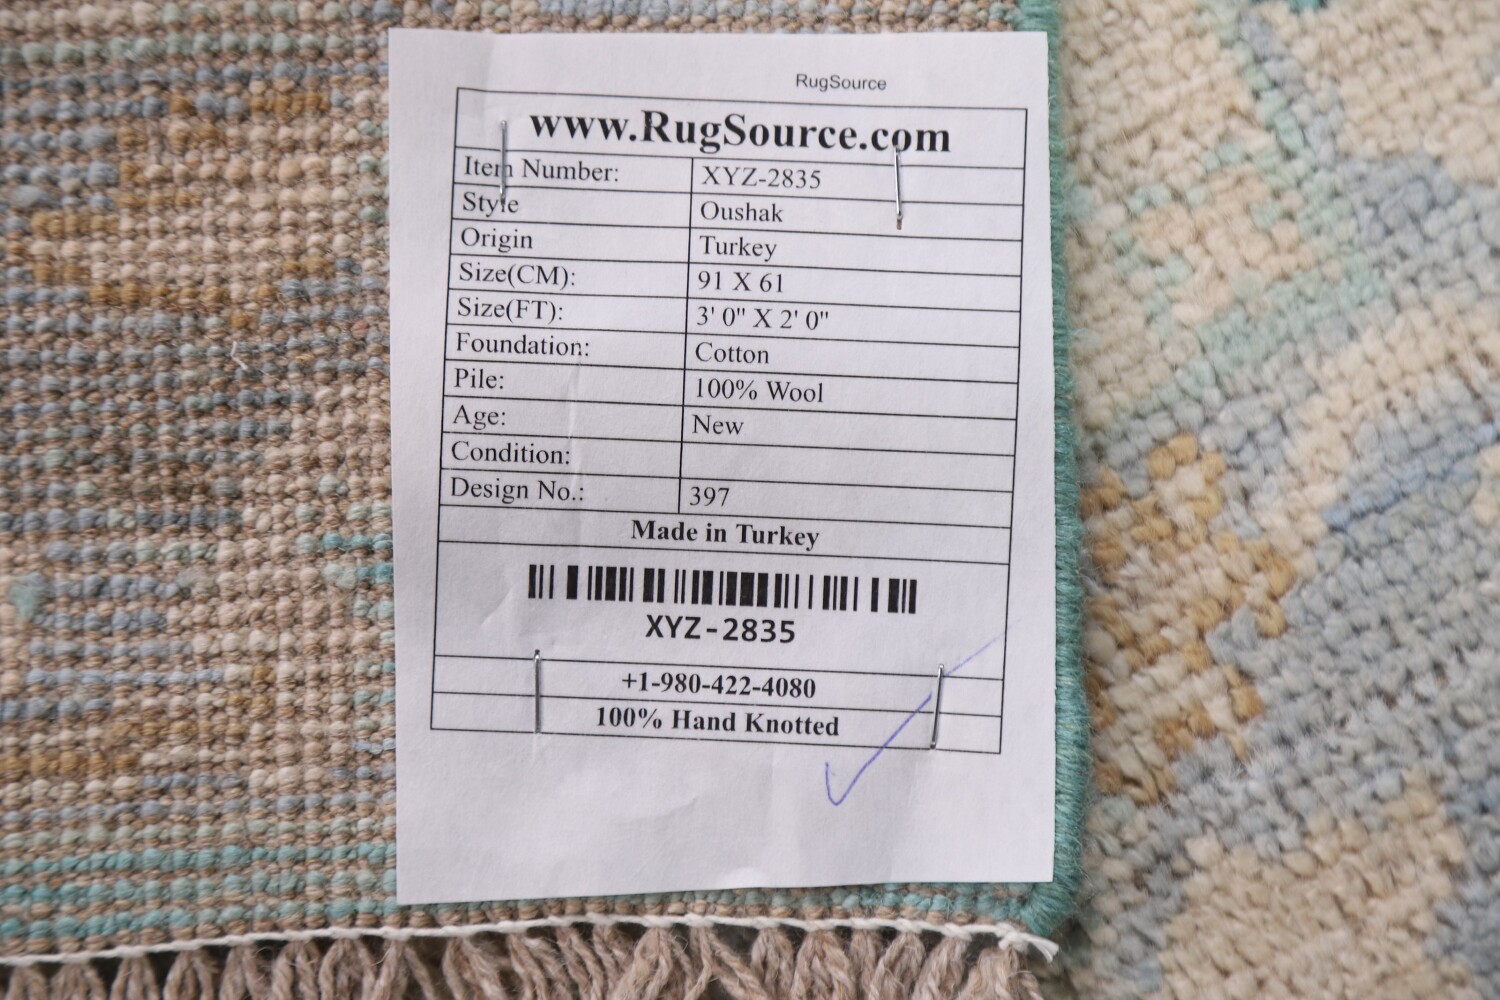 RugSource
www.RugSource.com
Item Number: XYZ-2835
Style Oushak
Origin Turkey
Size(CM): 91 X 61
Size(FT): 3' 0" X 2' 0"
Foundation: Cotton
Pile: 100% Wool
Age: New
Condition:
Design No.: 397
Made in Turkey
XYZ-2835
+1-980-422-4080
100% Hand Knotted